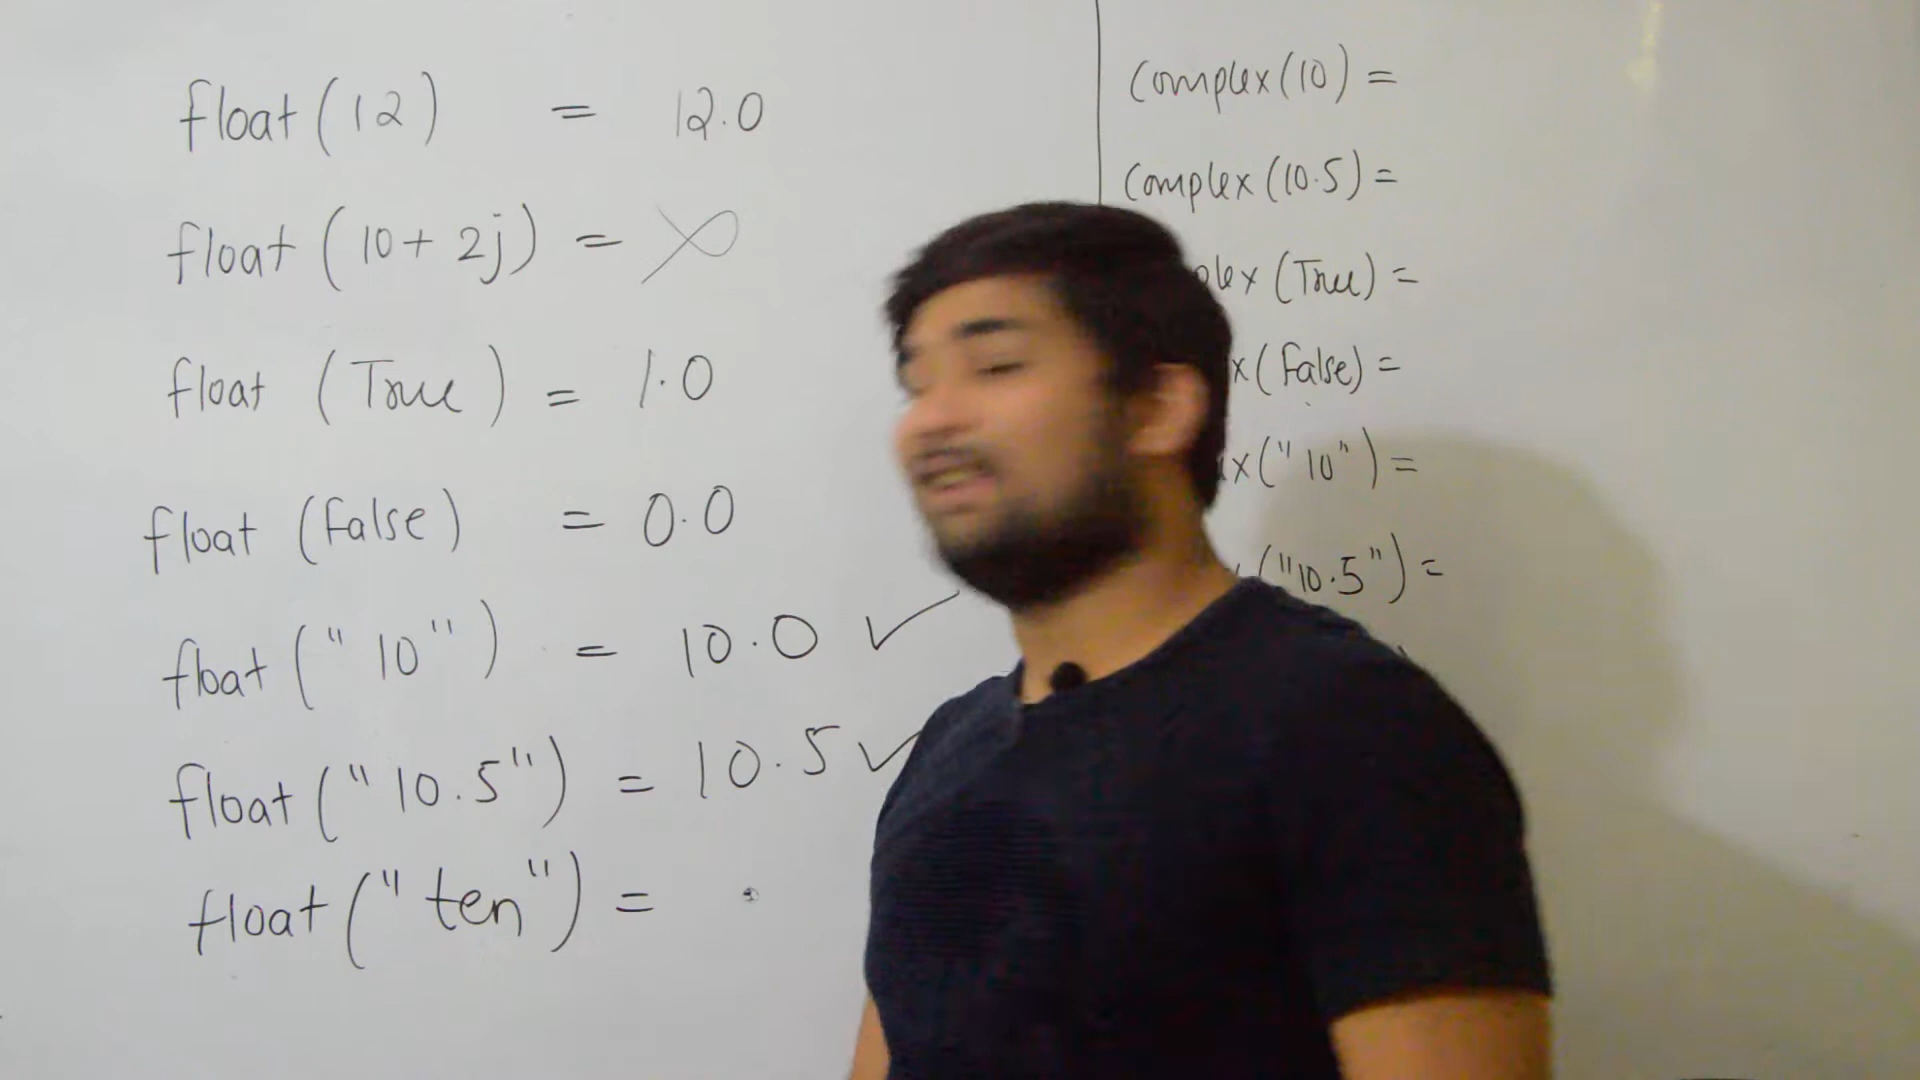 float (12) = 12.0
float (10 + 2j) =
float (True) = 1.0
float (False) = 0.0
float ("10") = 10.0 ✓
float ("10.5") = 10.5 ✓
float ("ten") =
complex (10) =
complex (10.5) =
(True) =
(False) =
("10") =
("10.5") =